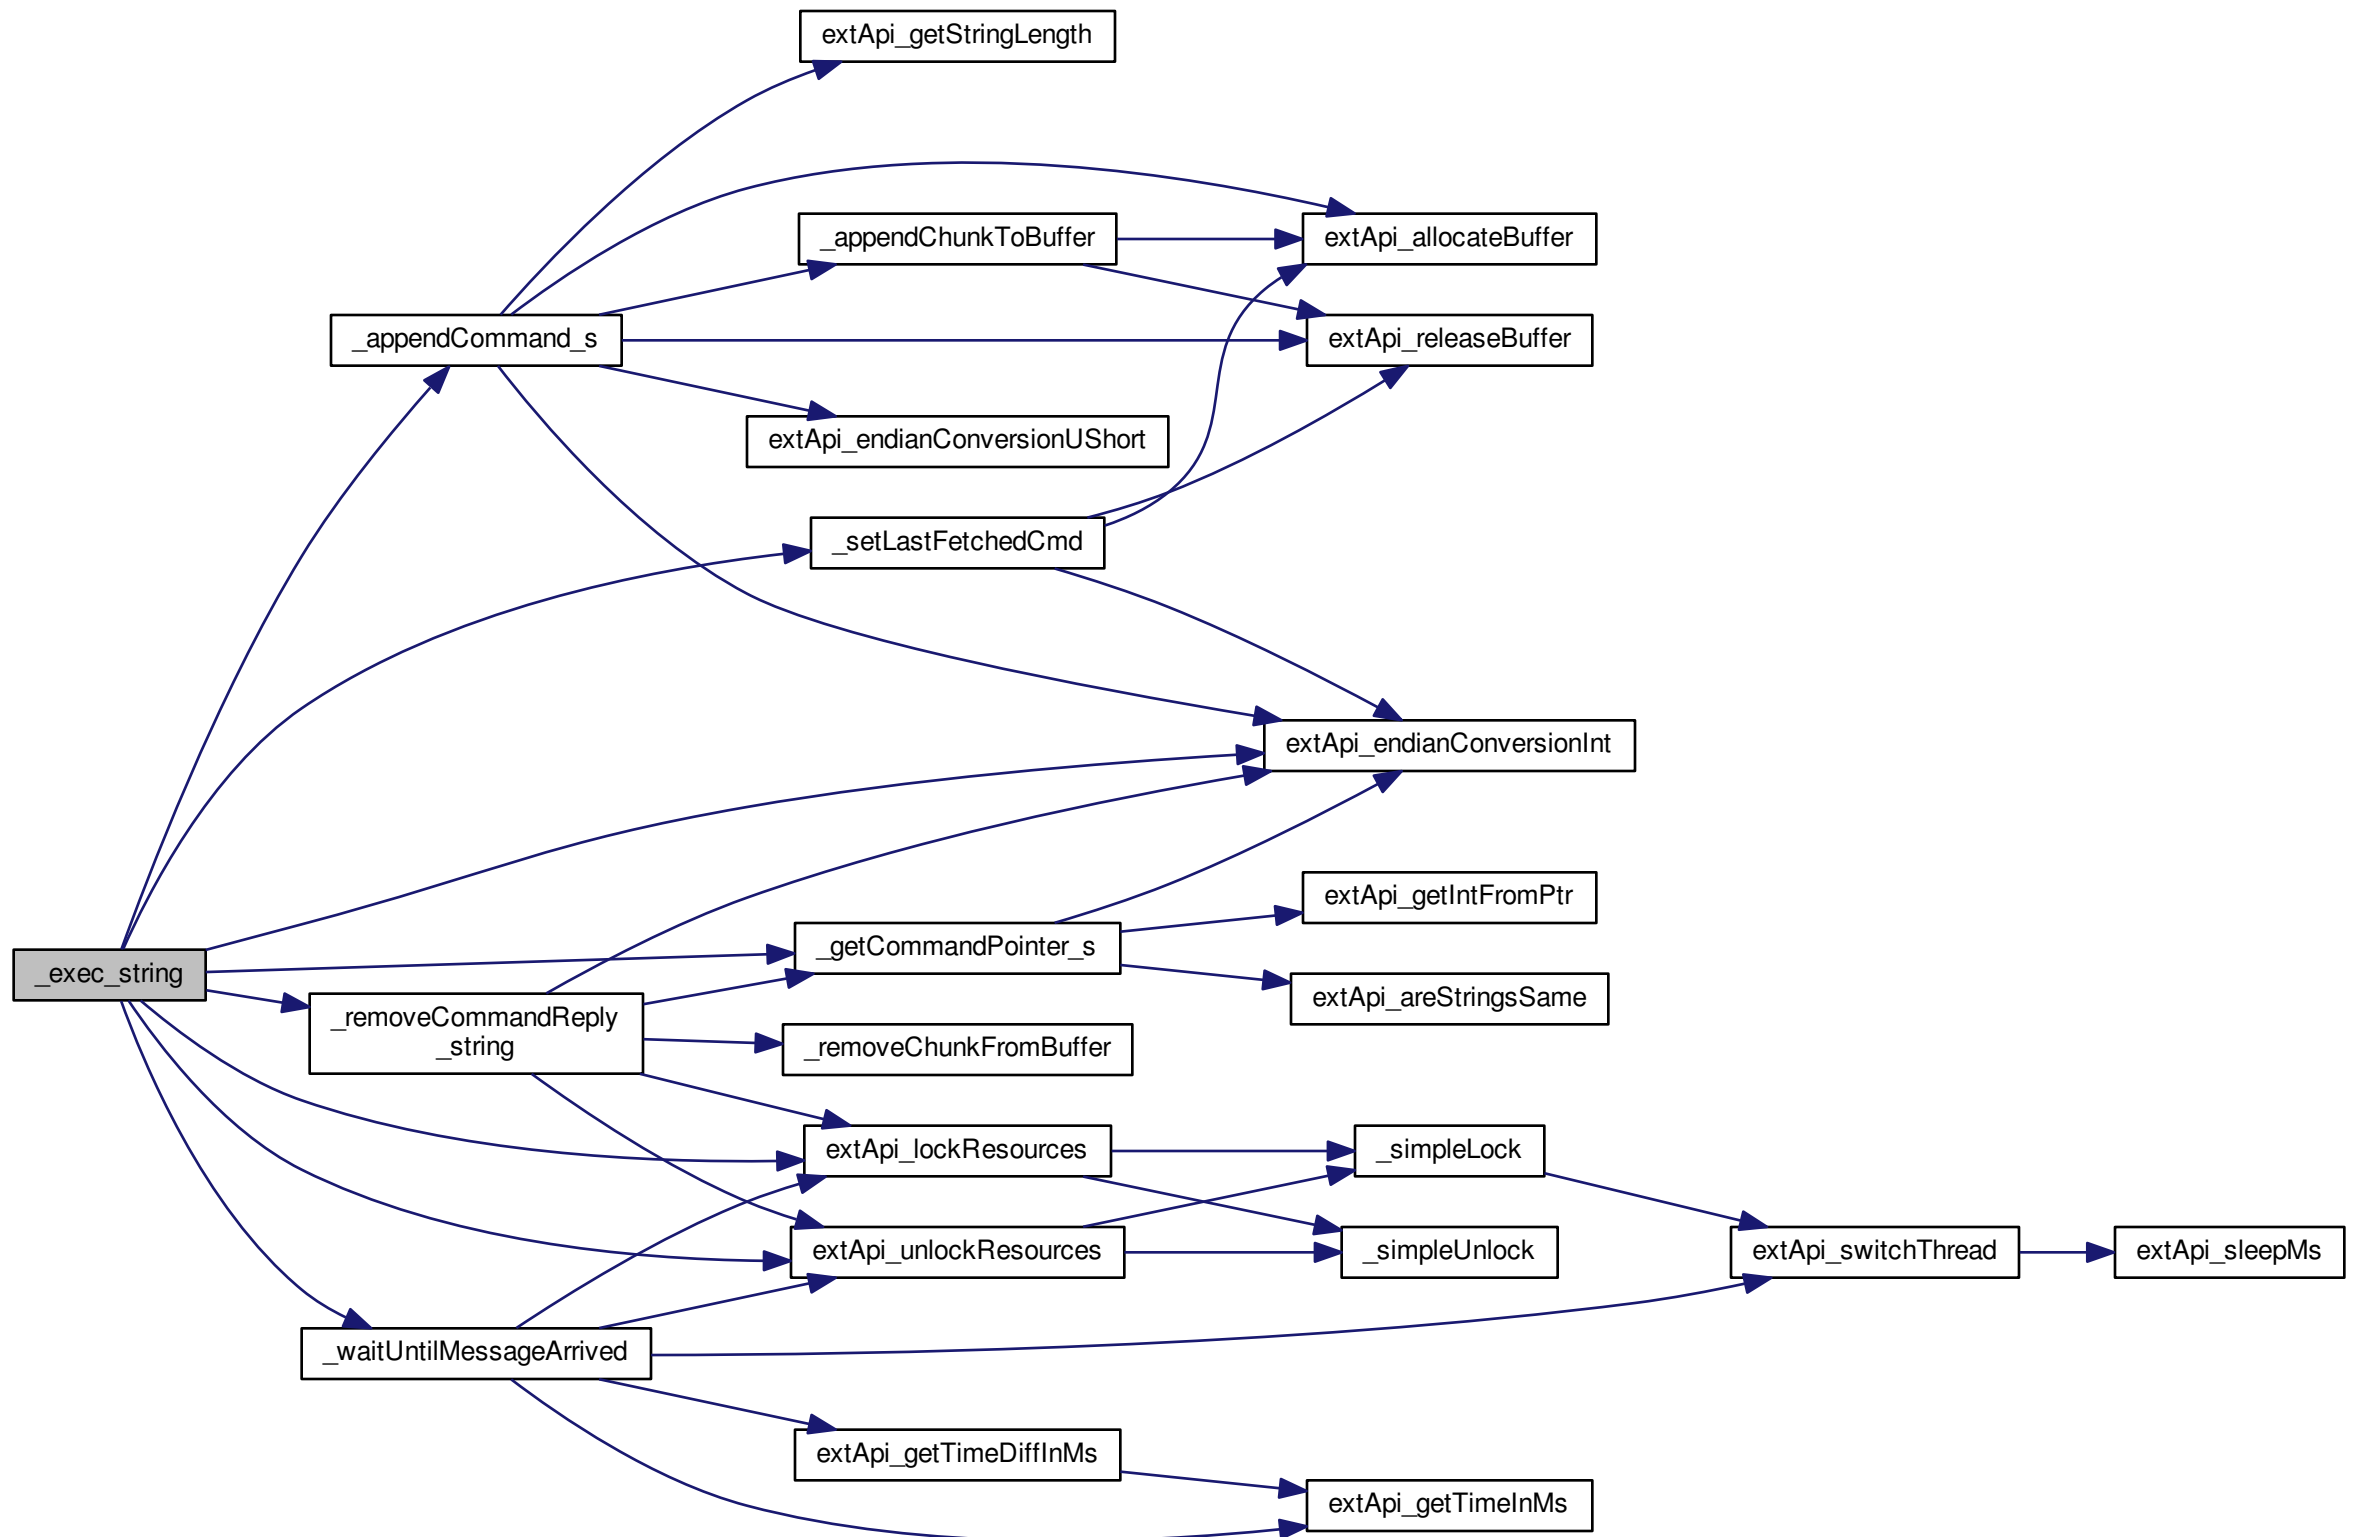 extApi_getStringLength
_appendChunkToBuffer
extApi_allocateBuffer
_appendCommand_s
extApi_releaseBuffer
extApi_endianConversionUShort
_setLastFetchedCmd
extApi_endianConversionInt
extApi_getIntFromPtr
_exec_string
_getCommandPointer_s
extApi_areStringsSame
_removeCommandReply
_string
_removeChunkFromBuffer
extApi_lockResources
_simpleLock
extApi_unlockResources
_simpleUnlock
extApi_switchThread
extApi_sleepMs
_waitUntilMessageArrived
extApi_getTimeDiffInMs
extApi_getTimeInMs